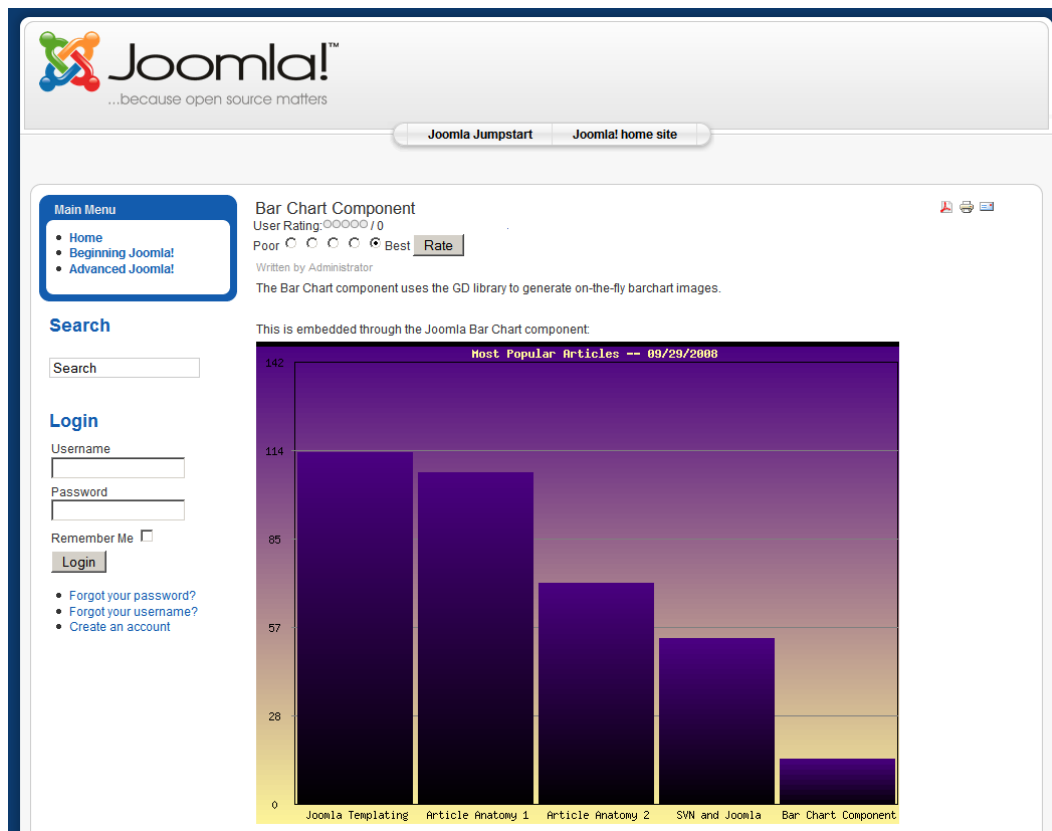 Joomla!™
...because open source matters
Joomla Jumpstart Joomla! home site
Main Menu
Home
Beginning Joomla!
Advanced Joomla!
Search
Search
Login
Username
Password
Remember Me
Login
Forgot your password?
Forgot your username?
Create an account
Bar Chart Component
User Rating: / 0
Poor Best Rate
Written by Administrator
The Bar Chart component uses the GD library to generate on-the-fly barchart images.
This is embedded through the Joomla Bar Chart component:
Most Popular Articles -- 09/29/2008
142
114
85
57
28
0
Joomla Templating Article Anatomy 1 Article Anatomy 2 SVN and Joomla Bar Chart Component